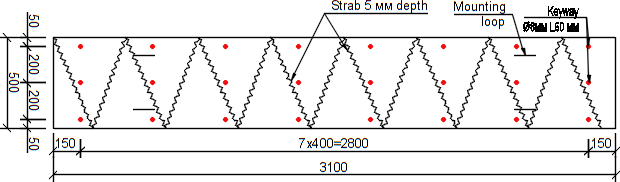 Strab 5 мм depth
Mounting
loop
Keyway
Ø8мм L60 мм
50
200
200
50
500
150
7x400=2800
150
3100